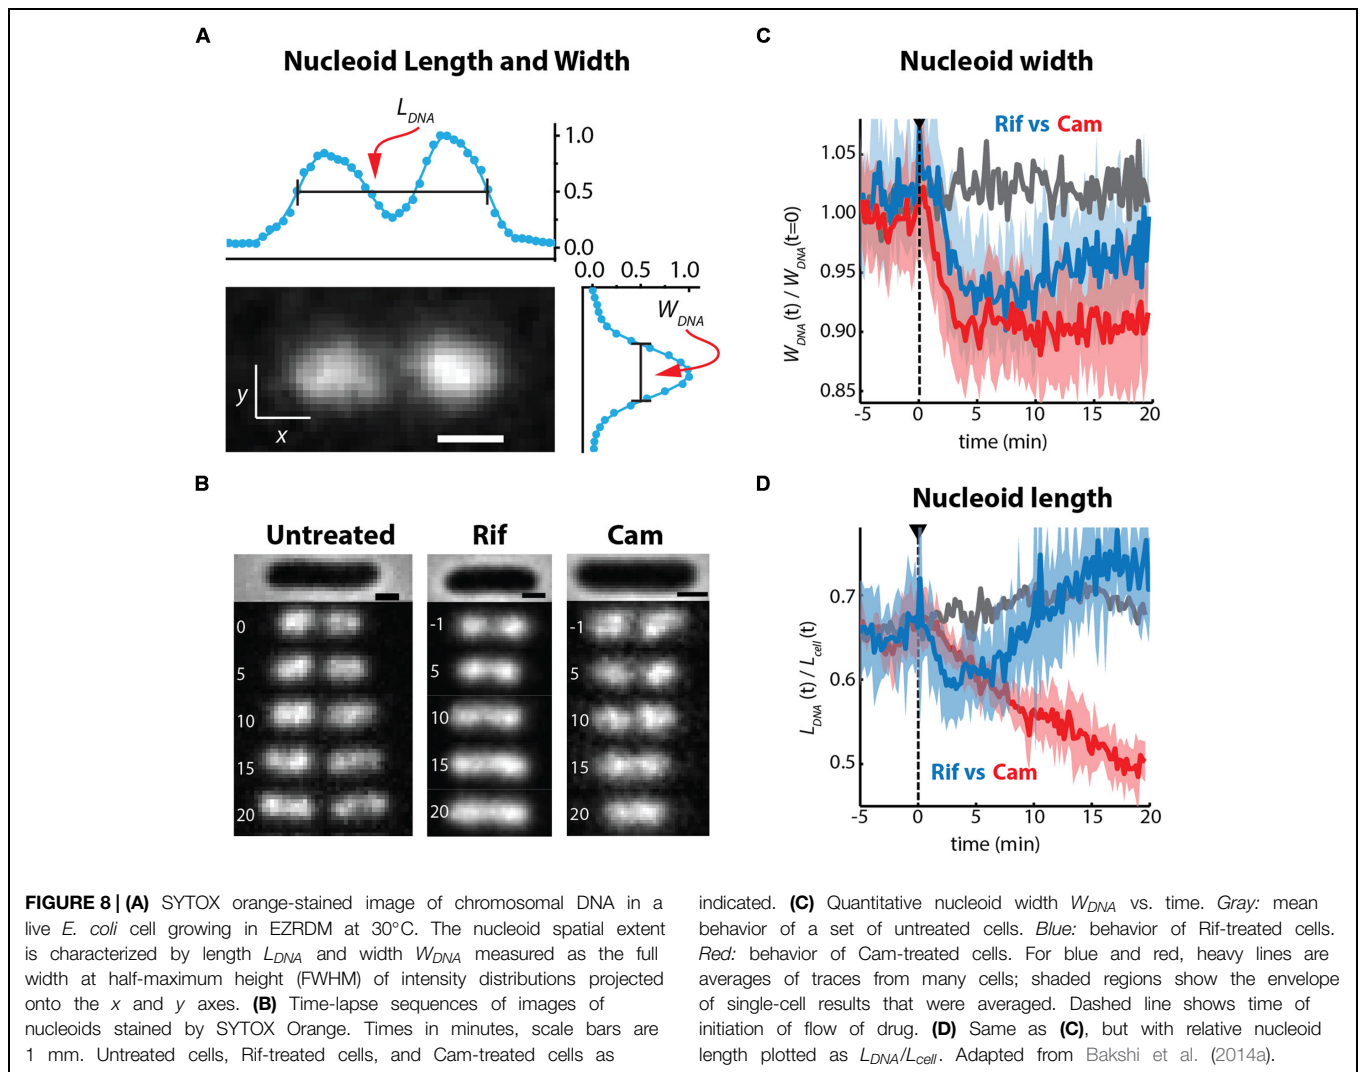 A
Nucleoid Length and Width
L_DNA
1.0
0.5
0.0
0.0 0.5 1.0
W_DNA
y
x
B
Untreated
Rif
Cam
0
5
10
15
20
-1
5
10
15
20
-1
5
10
15
20
C
Nucleoid width
Rif vs Cam
W_DNA (t) / W_DNA (t=0)
1.05
1.00
0.95
0.90
0.85
-5 0 5 10 15 20
time (min)
D
Nucleoid length
L_DNA (t) / L_cell (t)
0.7
0.6
0.5
Rif vs Cam
-5 0 5 10 15 20
time (min)
FIGURE 8 | (A) SYTOX orange-stained image of chromosomal DNA in a
live E. coli cell growing in EZRDM at 30°C. The nucleoid spatial extent
is characterized by length L_DNA and width W_DNA measured as the full
width at half-maximum height (FWHM) of intensity distributions projected
onto the x and y axes. (B) Time-lapse sequences of images of
nucleoids stained by SYTOX Orange. Times in minutes, scale bars are
1 mm. Untreated cells, Rif-treated cells, and Cam-treated cells as
indicated. (C) Quantitative nucleoid width W_DNA vs. time. Gray: mean
behavior of a set of untreated cells. Blue: behavior of Rif-treated cells.
Red: behavior of Cam-treated cells. For blue and red, heavy lines are
averages of traces from many cells; shaded regions show the envelope
of single-cell results that were averaged. Dashed line shows time of
initiation of flow of drug. (D) Same as (C), but with relative nucleoid
length plotted as L_DNA/L_cell. Adapted from Bakshi et al. (2014a).